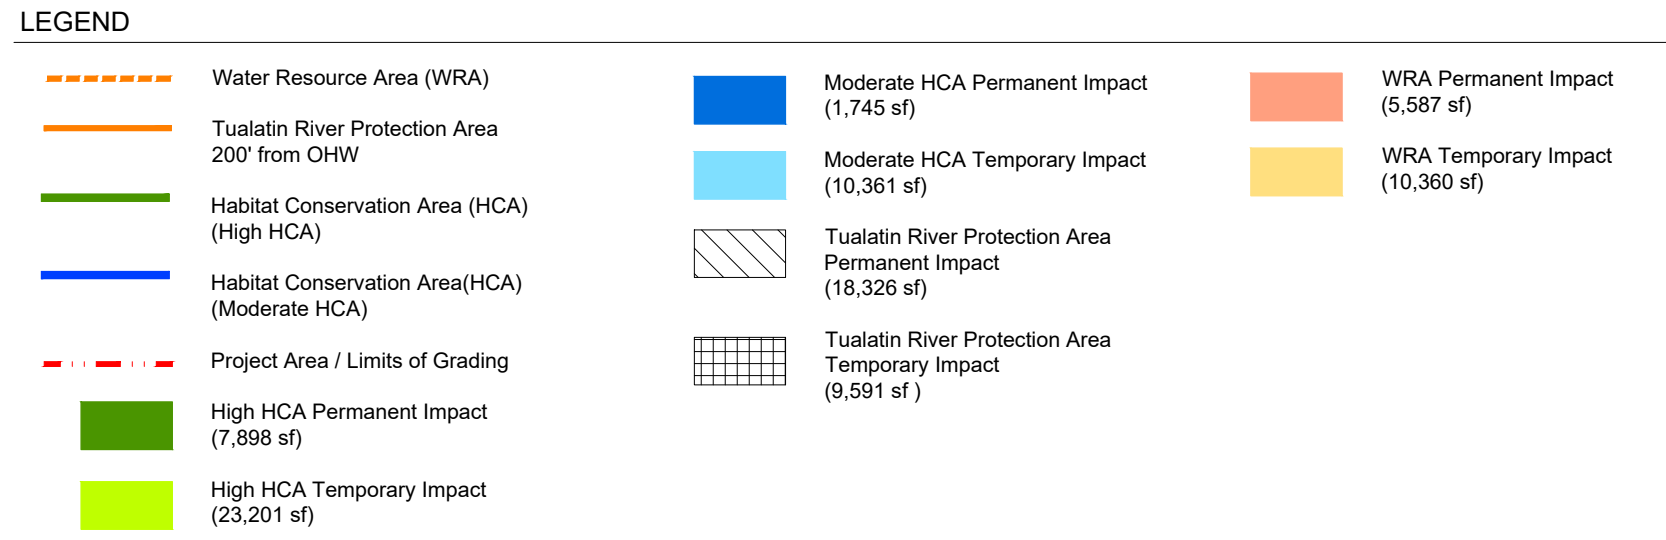 LEGEND
Water Resource Area (WRA)
Tualatin River Protection Area
200' from OHW
Habitat Conservation Area (HCA)
(High HCA)
Habitat Conservation Area(HCA)
(Moderate HCA)
Project Area / Limits of Grading
High HCA Permanent Impact
(7,898 sf)
High HCA Temporary Impact
(23,201 sf)
Moderate HCA Permanent Impact
(1,745 sf)
Moderate HCA Temporary Impact
(10,361 sf)
Tualatin River Protection Area
Permanent Impact
(18,326 sf)
Tualatin River Protection Area
Temporary Impact
(9,591 sf )
WRA Permanent Impact
(5,587 sf)
WRA Temporary Impact
(10,360 sf)